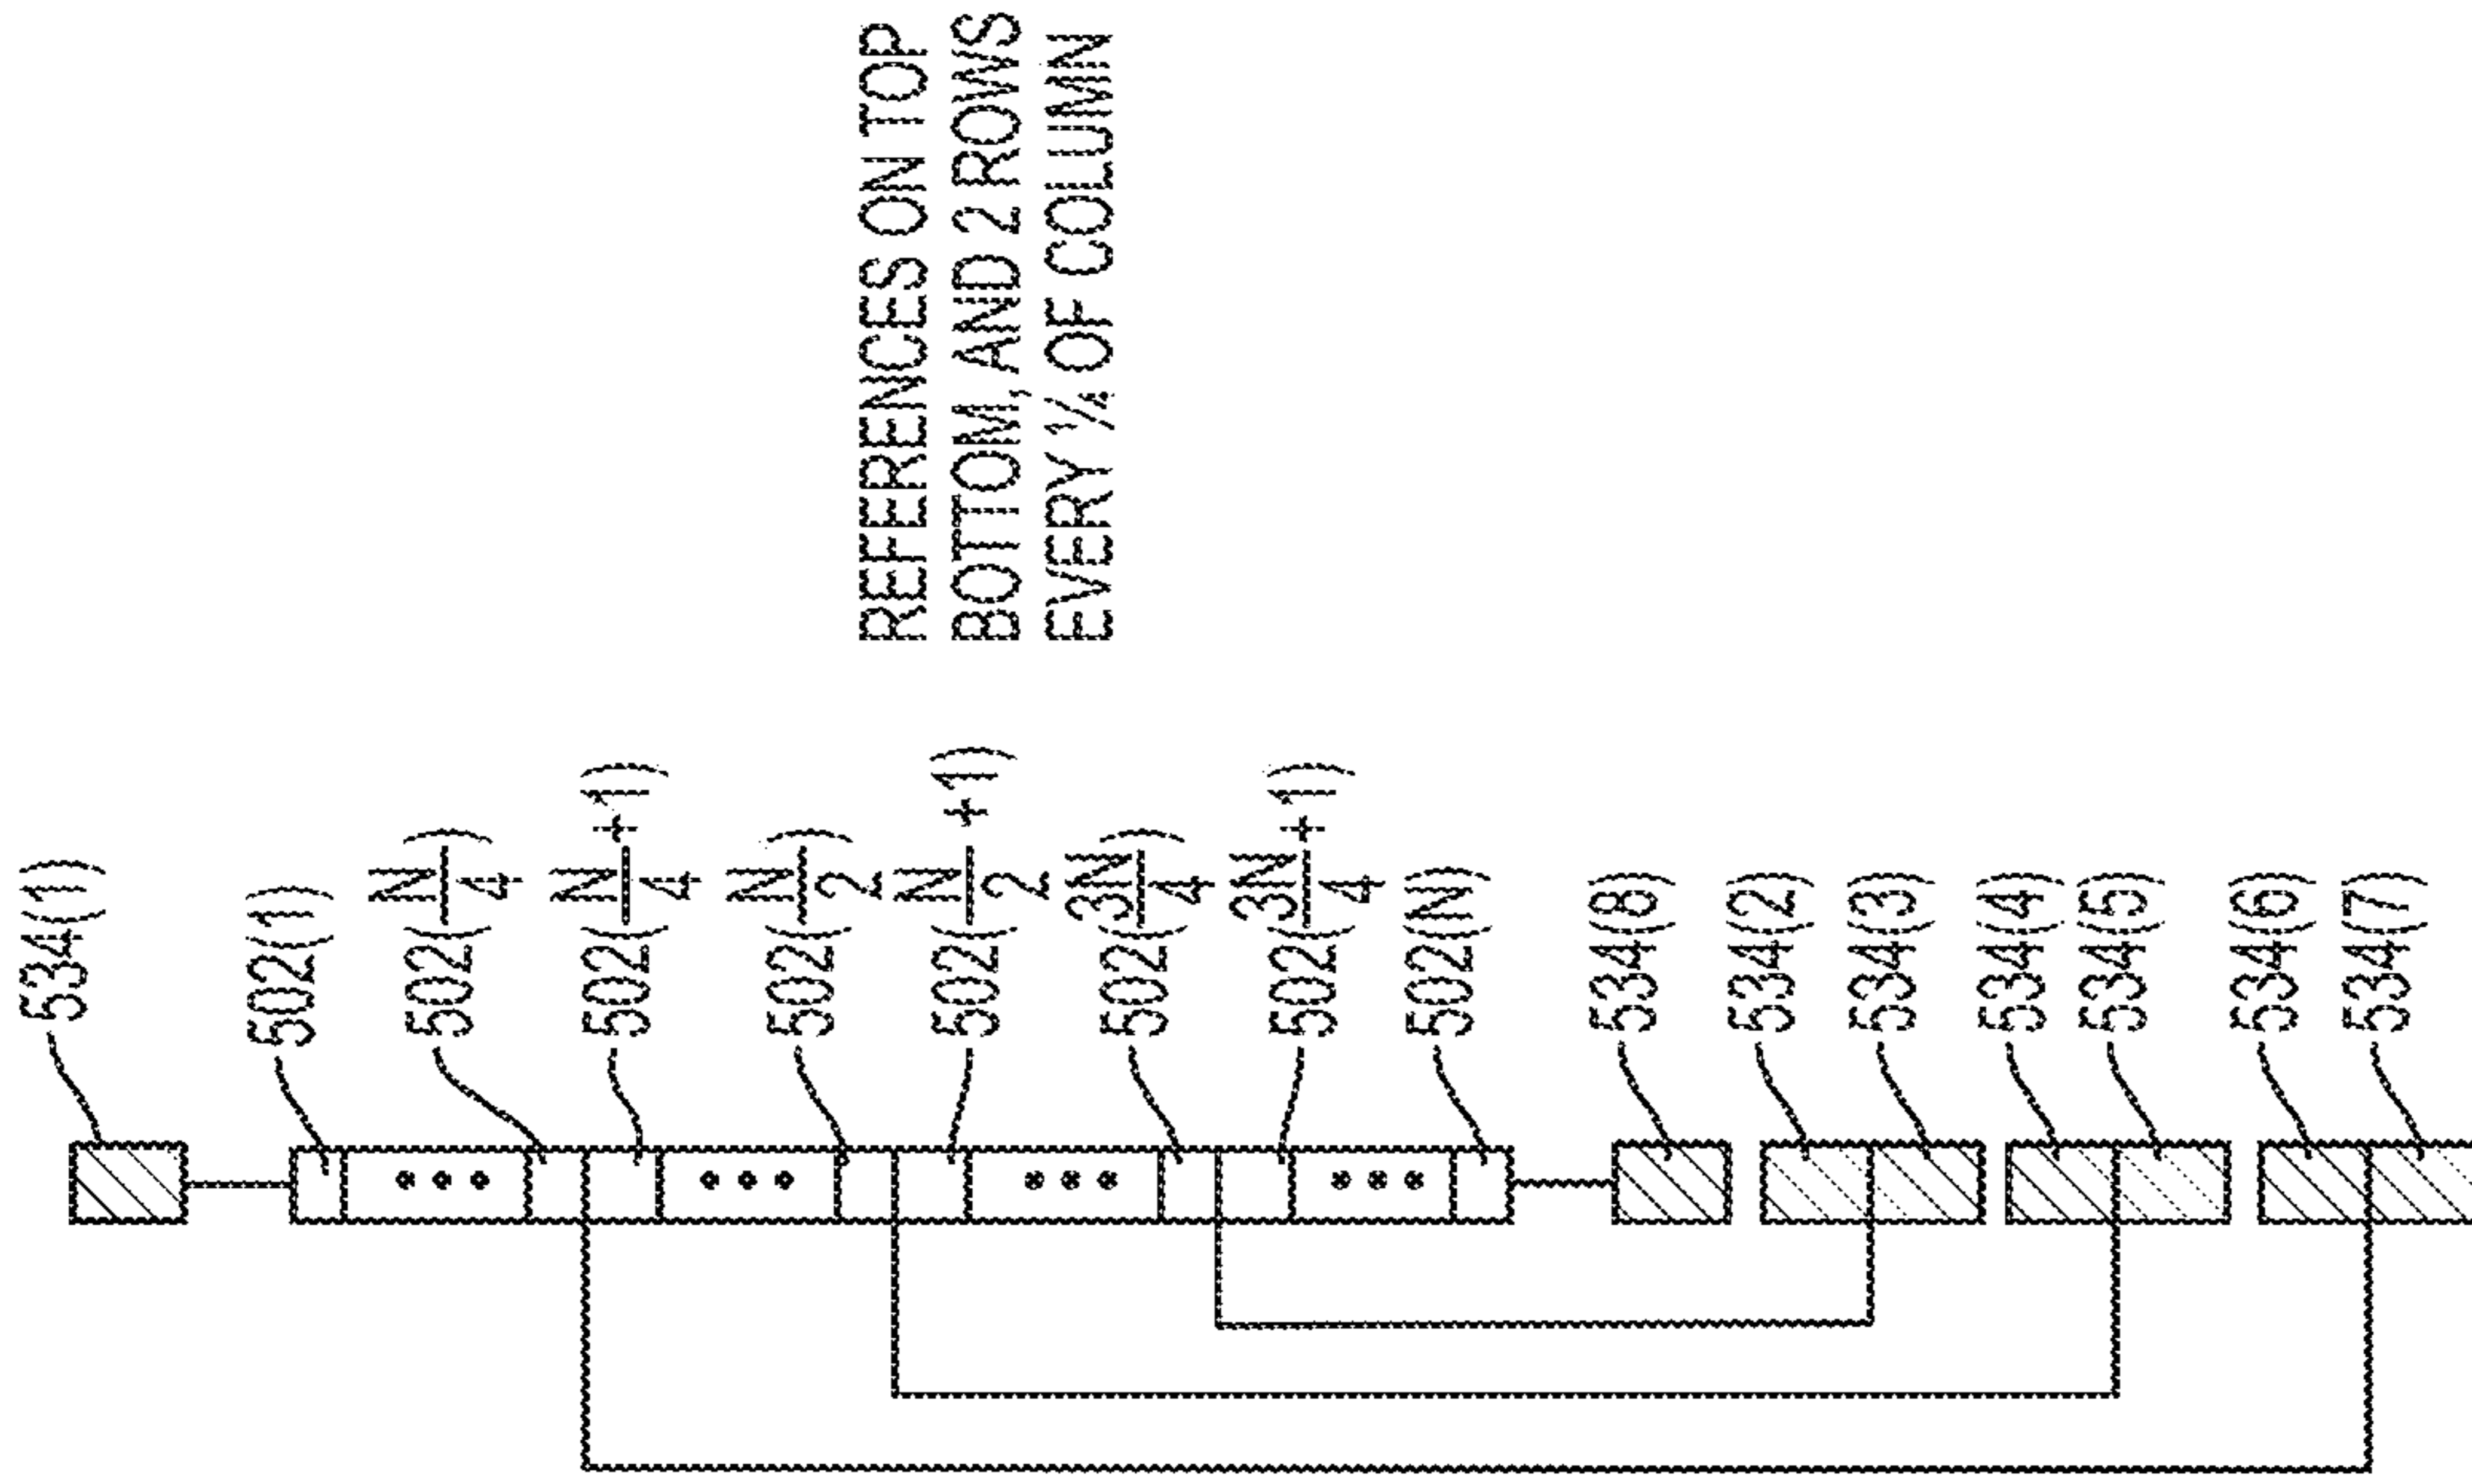 534(1)
502(1)
502(N/4)
502(N/4 +1)
502(N/2)
502(N/2 +1)
502(3N/4)
502(3N/4 +1)
502(N)
534(8)
534(2)
534(3)
534(4)
534(5)
534(6)
534(7)
REFERENCES ON TOP
BOTTOM, AND 2 ROWS
EVERY ¼ OF COLUMN